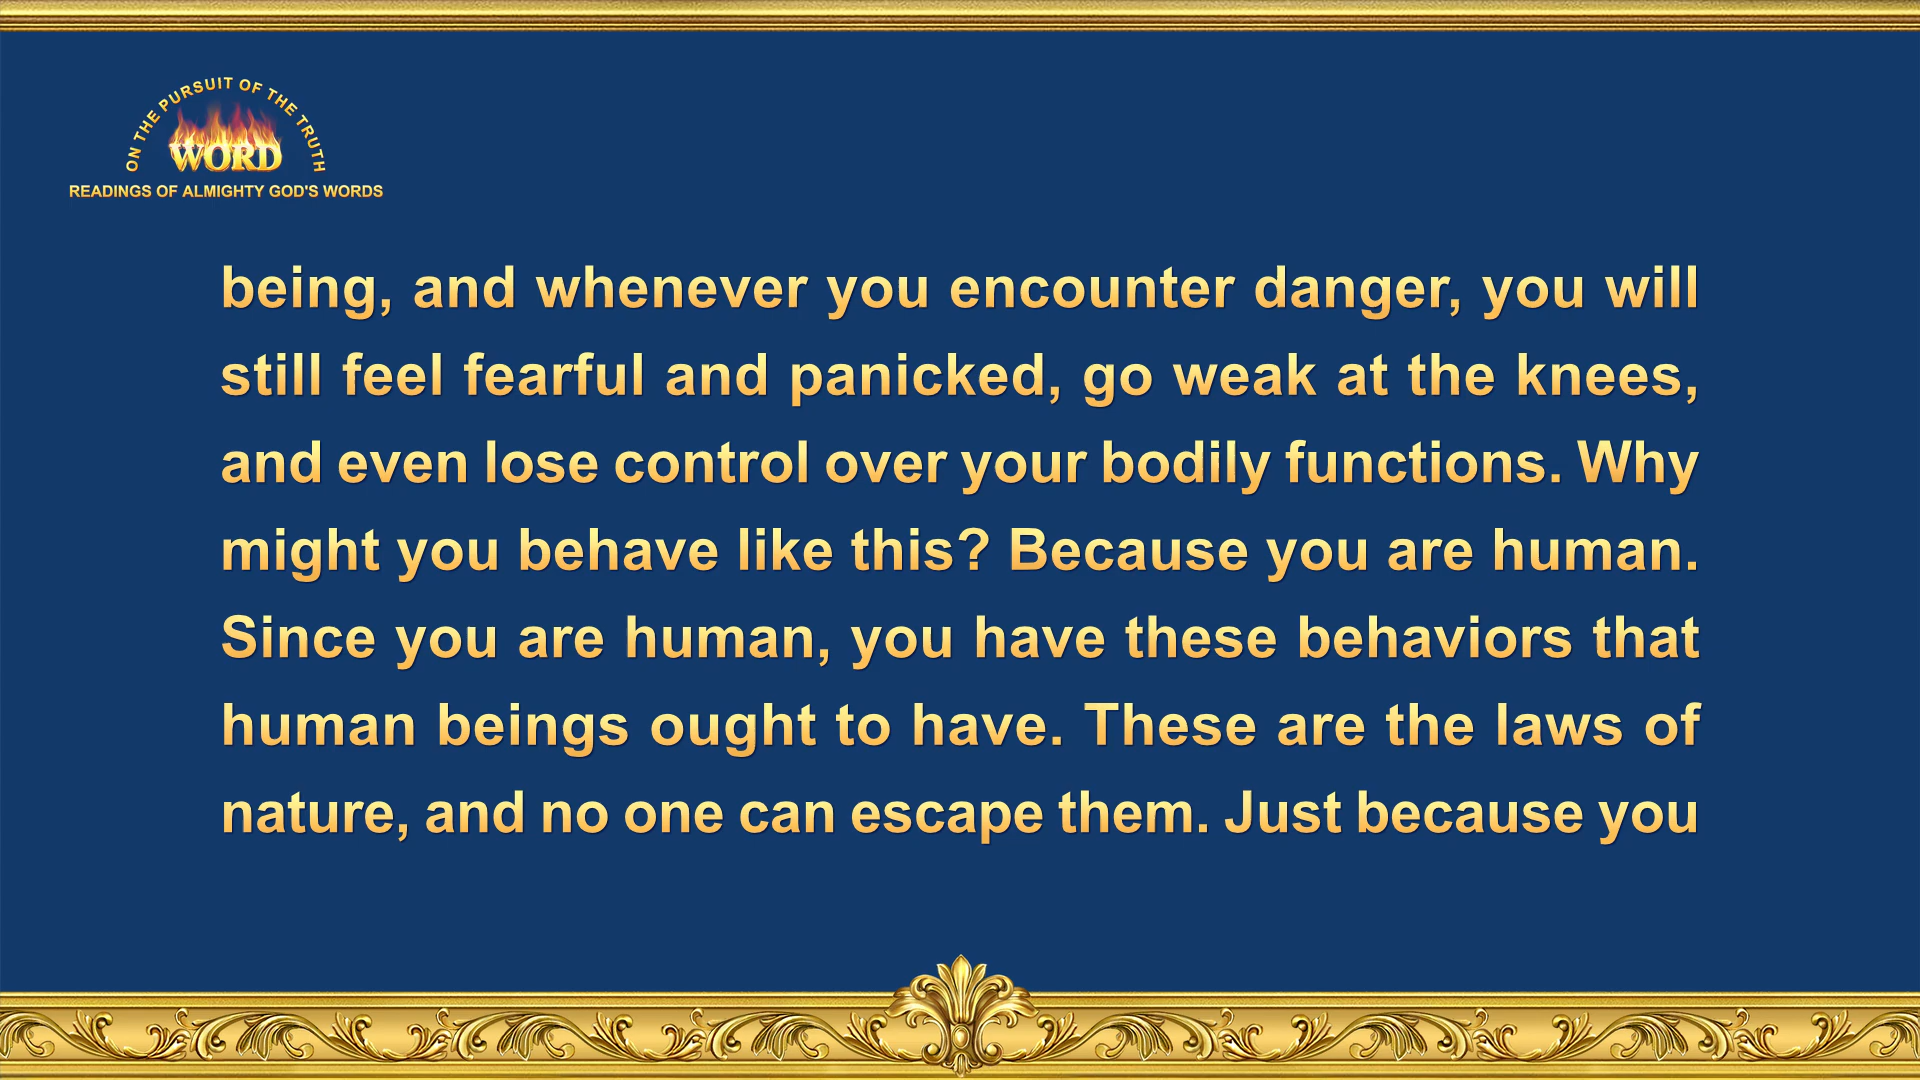 ON THE PURSUIT OF THE TRUTH
WORD
READINGS OF ALMIGHTY GOD'S WORDS
being, and whenever you encounter danger, you will
still feel fearful and panicked, go weak at the knees,
and even lose control over your bodily functions. Why
might you behave like this? Because you are human.
Since you are human, you have these behaviors that
human beings ought to have. These are the laws of
nature, and no one can escape them. Just because you